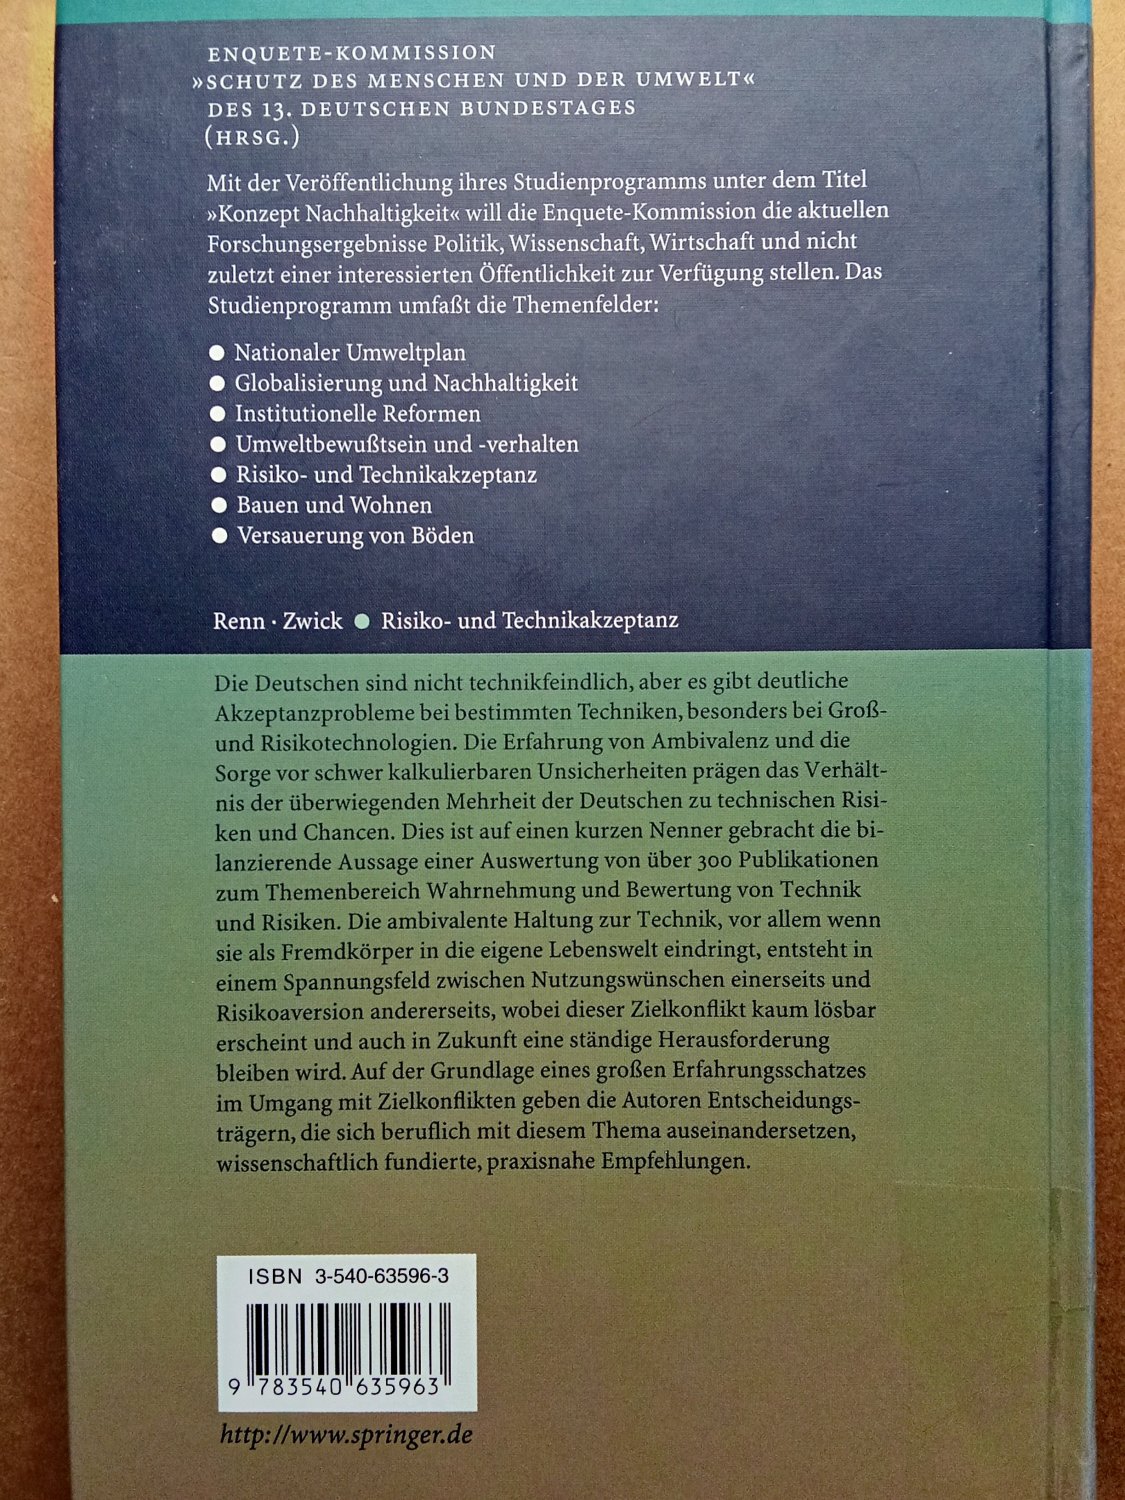 ENQUETE-KOMMISSION
»SCHUTZ DES MENSCHEN UND DER UMWELT«
DES 13. DEUTSCHEN BUNDESTAGES
(HRSG.)
Mit der Veröffentlichung ihres Studienprogramms unter dem Titel
»Konzept Nachhaltigkeit« will die Enquete-Kommission die aktuellen
Forschungsergebnisse Politik, Wissenschaft, Wirtschaft und nicht
zuletzt einer interessierten Öffentlichkeit zur Verfügung stellen. Das
Studienprogramm umfaßt die Themenfelder:
● Nationaler Umweltplan
● Globalisierung und Nachhaltigkeit
● Institutionelle Reformen
● Umweltbewußtsein und -verhalten
● Risiko- und Technikakzeptanz
● Bauen und Wohnen
● Versauerung von Böden
Renn · Zwick ● Risiko- und Technikakzeptanz
Die Deutschen sind nicht technikfeindlich, aber es gibt deutliche
Akzeptanzprobleme bei bestimmten Techniken, besonders bei Groß-
und Risikotechnologien. Die Erfahrung von Ambivalenz und die
Sorge vor schwer kalkulierbaren Unsicherheiten prägen das Verhält-
nis der überwiegenden Mehrheit der Deutschen zu technischen Risi-
ken und Chancen. Dies ist auf einen kurzen Nenner gebracht die bi-
lanzierende Aussage einer Auswertung von über 300 Publikationen
zum Themenbereich Wahrnehmung und Bewertung von Technik
und Risiken. Die ambivalente Haltung zur Technik, vor allem wenn
sie als Fremdkörper in die eigene Lebenswelt eindringt, entsteht in
einem Spannungsfeld zwischen Nutzungswünschen einerseits und
Risikoaversion andererseits, wobei dieser Zielkonflikt kaum lösbar
erscheint und auch in Zukunft eine ständige Herausforderung
bleiben wird. Auf der Grundlage eines großen Erfahrungsschatzes
im Umgang mit Zielkonflikten geben die Autoren Entscheidungs-
trägern, die sich beruflich mit diesem Thema auseinandersetzen,
wissenschaftlich fundierte, praxisnahe Empfehlungen.
ISBN 3-540-63596-3
9 783540 635963
http://www.springer.de